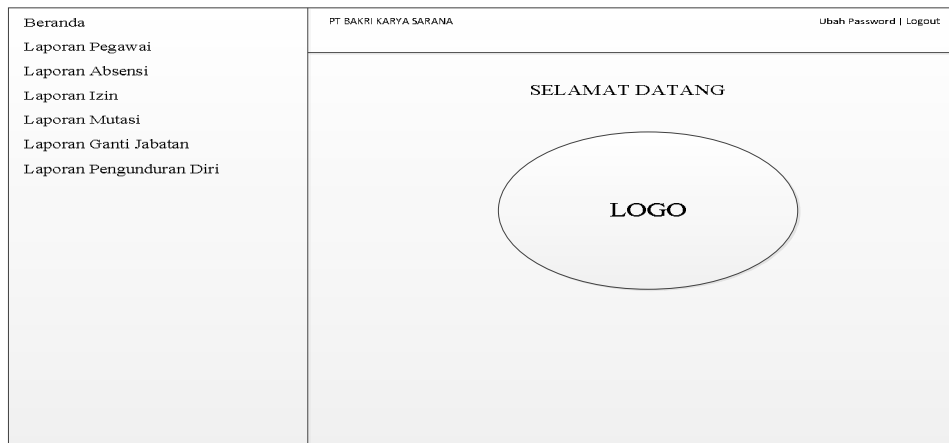 Beranda
Laporan Pegawai
Laporan Absensi
Laporan Izin
Laporan Mutasi
Laporan Ganti Jabatan
Laporan Pengunduran Diri
PT BAKRI KARYA SARANA
Ubah Password | Logout
SELAMAT DATANG
LOGO